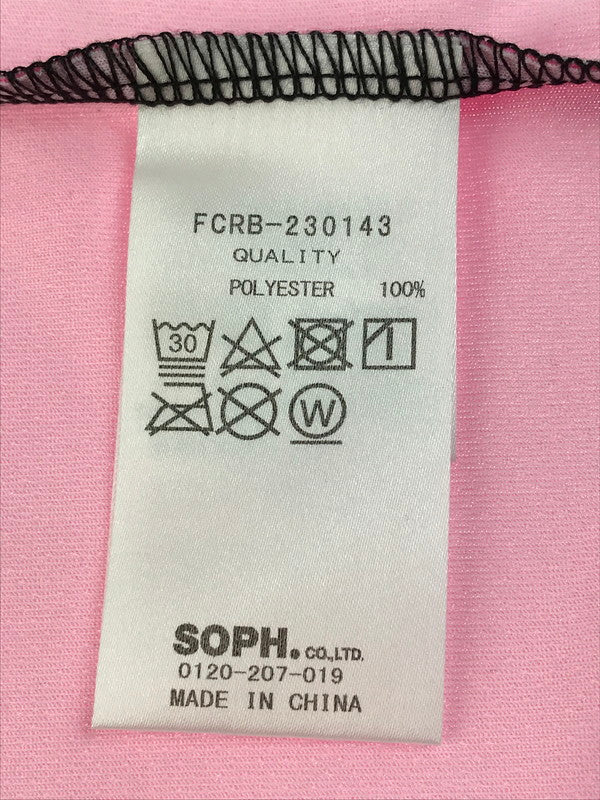 FCRB-230143
QUALITY
POLYESTER 100%
30
W
SOPH. CO.,LTD.
0120-207-019
MADE IN CHINA